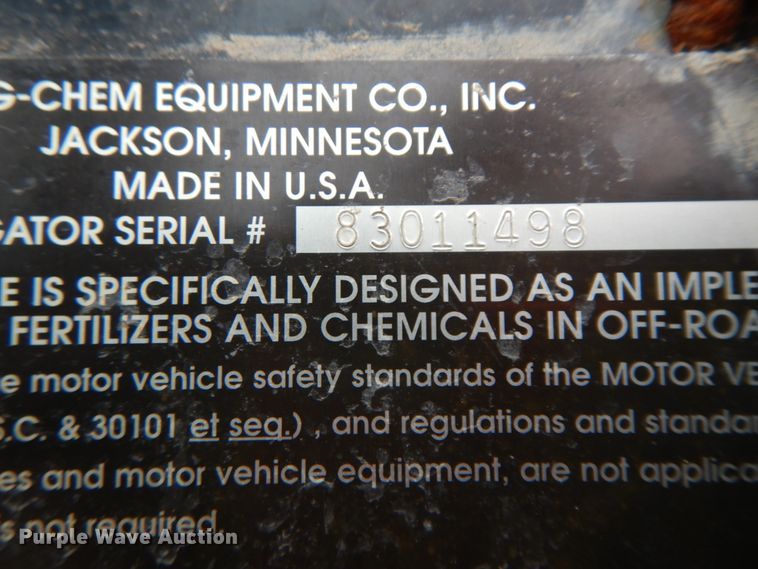 G-CHEM EQUIPMENT CO., INC.
JACKSON, MINNESOTA
MADE IN U.S.A.
GATOR SERIAL # 83011498
E IS SPECIFICALLY DESIGNED AS AN IMPLE
FERTILIZERS AND CHEMICALS IN OFF-ROA
e motor vehicle safety standards of the MOTOR VE
S.C. & 30101 et seq.) , and regulations and standar
es and motor vehicle equipment, are not applica
s not required.
Purple Wave Auction